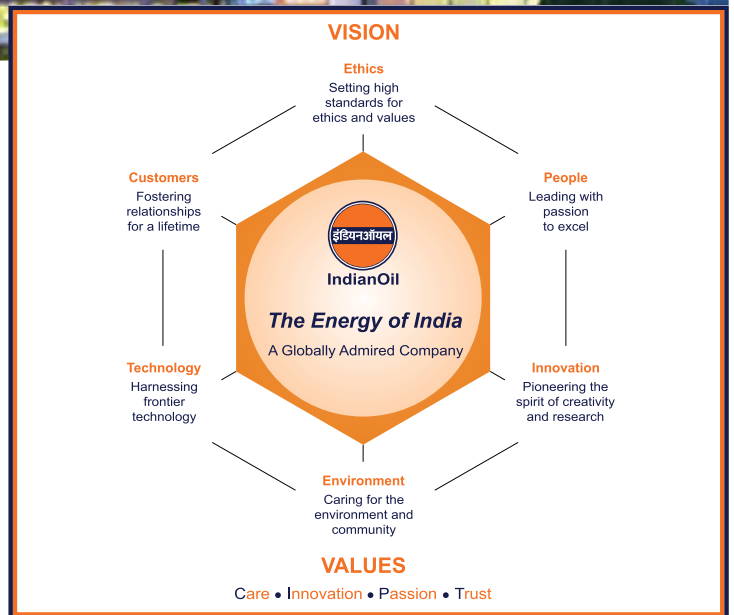 VISION
Ethics
Setting high
standards for
ethics and values
Customers
Fostering
relationships
for a lifetime
People
Leading with
passion
to excel
इंडियनऑयल
IndianOil
The Energy of India
A Globally Admired Company
Technology
Harnessing
frontier
technology
Innovation
Pioneering the
spirit of creativity
and research
Environment
Caring for the
environment and
community
VALUES
Care • Innovation • Passion • Trust